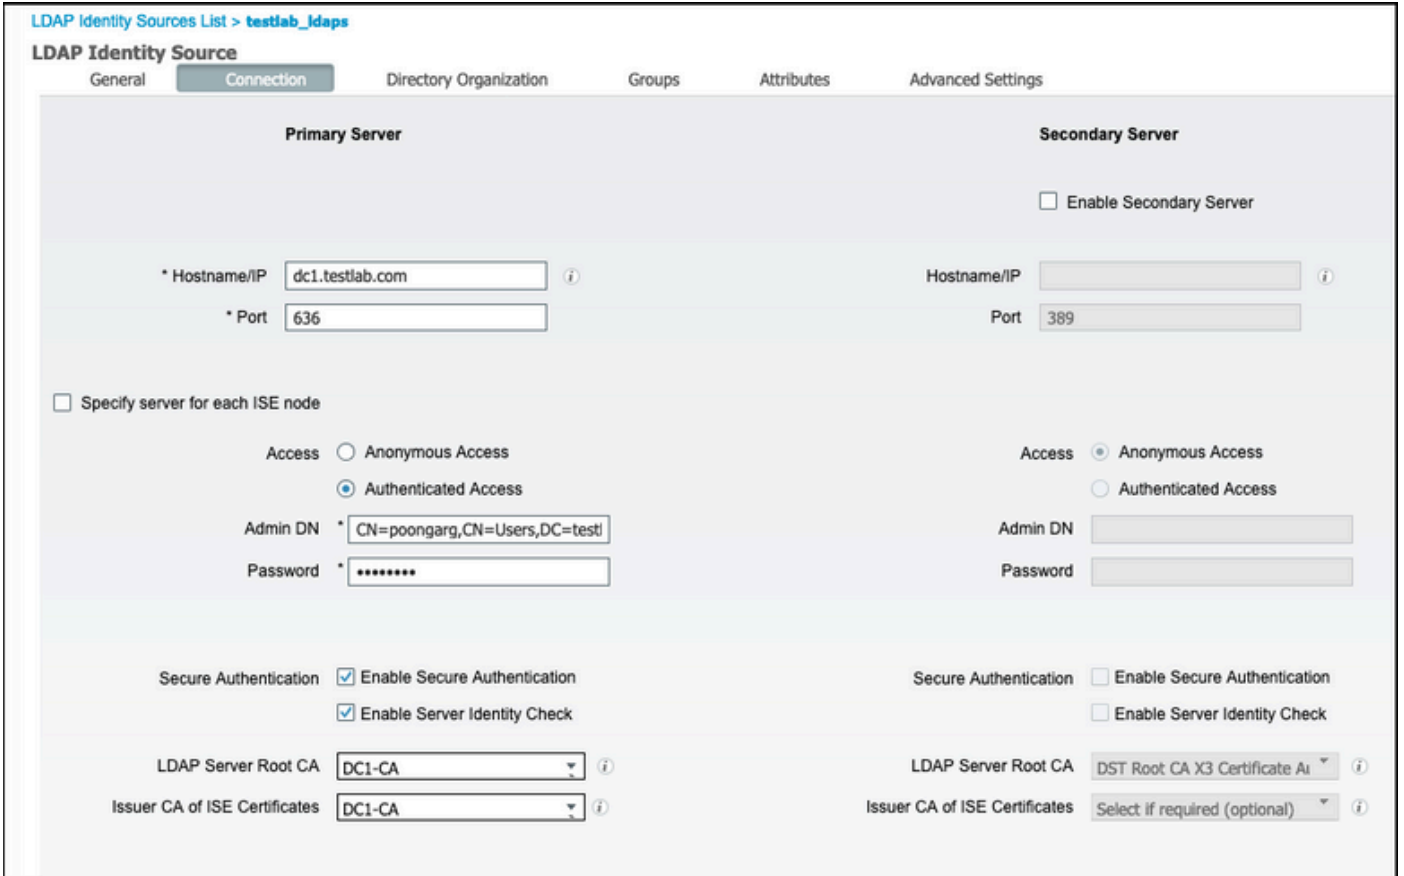 LDAP Identity Sources List > testlab_ldaps
LDAP Identity Source
General Connection Directory Organization Groups Attributes Advanced Settings
Primary Server Secondary Server
Enable Secondary Server
* Hostname/IP dc1.testlab.com Hostname/IP
* Port 636 Port 389
Specify server for each ISE node
Access Anonymous Access Access Anonymous Access
Authenticated Access Authenticated Access
Admin DN * CN=poongarg,CN=Users,DC=testl Admin DN
Password * •••••••• Password
Secure Authentication Enable Secure Authentication Secure Authentication Enable Secure Authentication
Enable Server Identity Check Enable Server Identity Check
LDAP Server Root CA DC1-CA LDAP Server Root CA DST Root CA X3 Certificate Au
Issuer CA of ISE Certificates DC1-CA Issuer CA of ISE Certificates Select if required (optional)